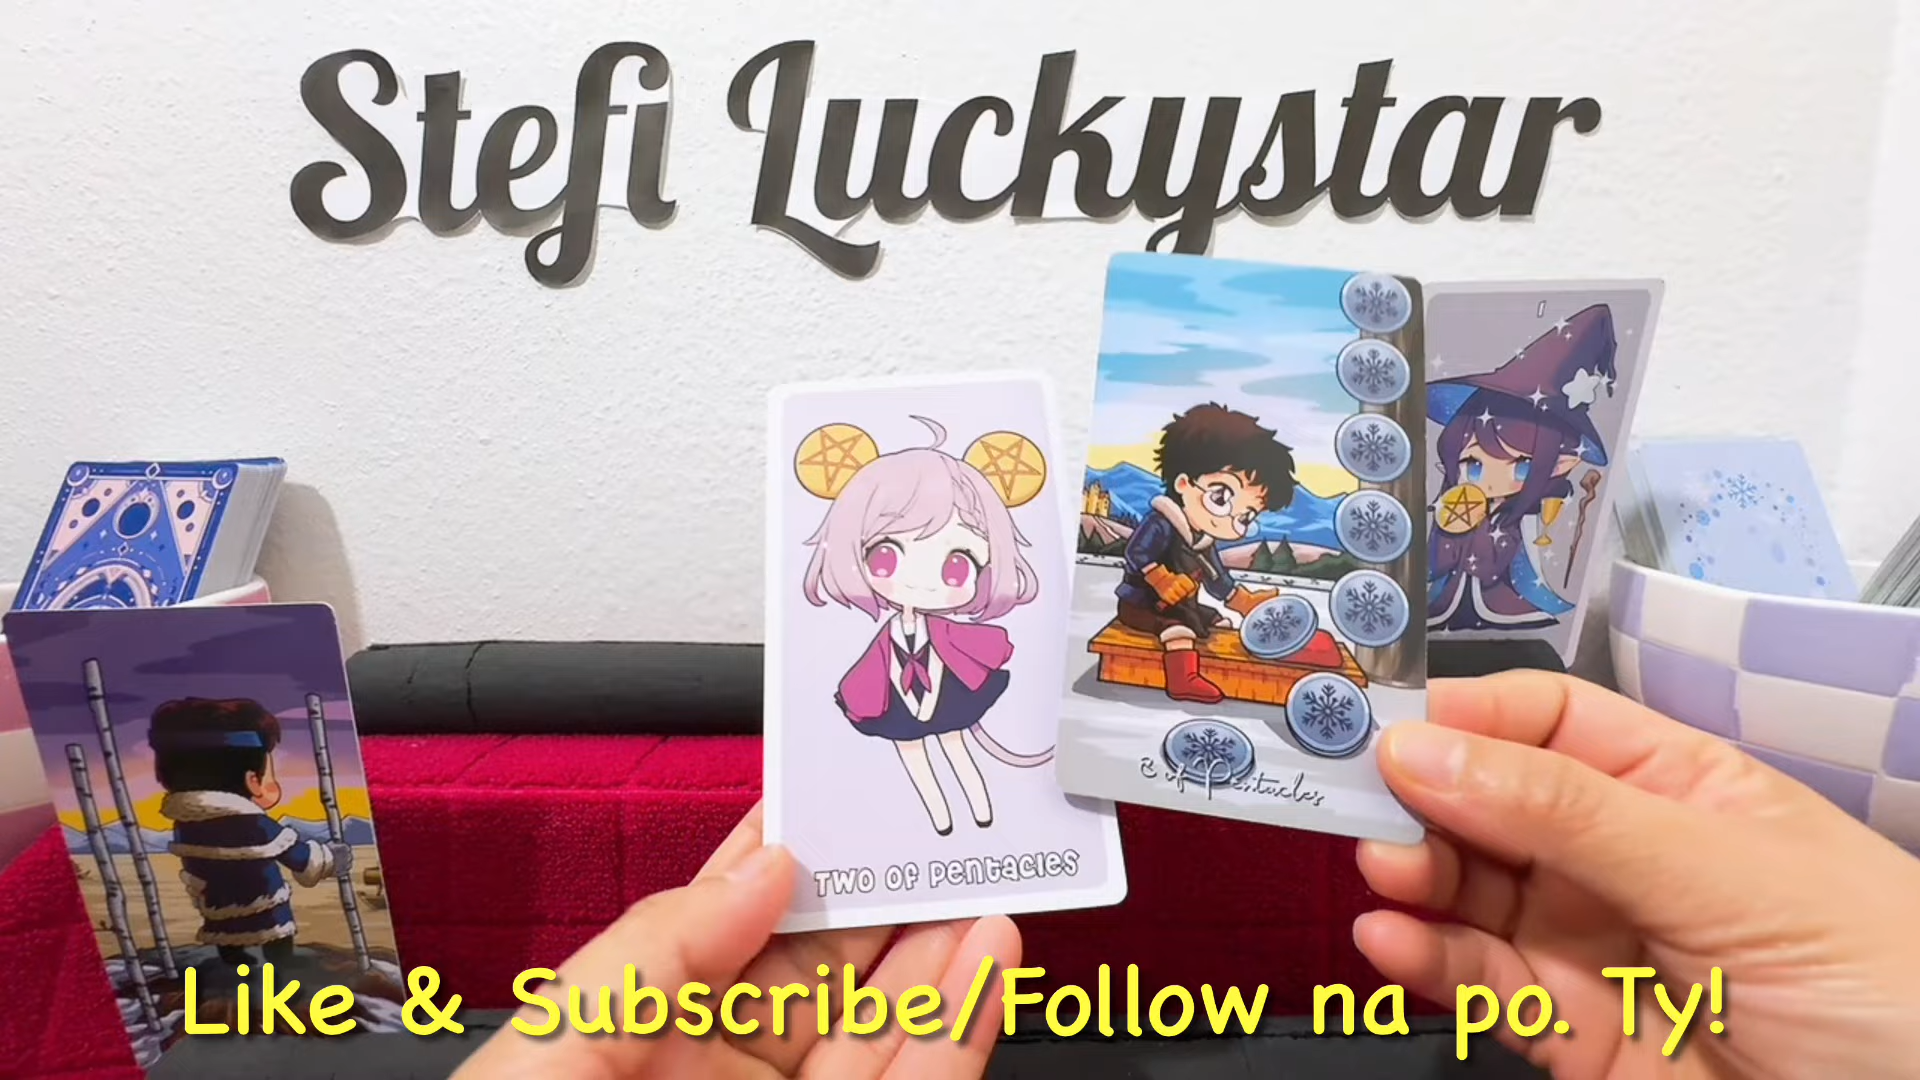 Stefi Luckystar
I
8 of Pentacles
TWO OF PENTACLES
Like & Subscribe/Follow na po. Ty!